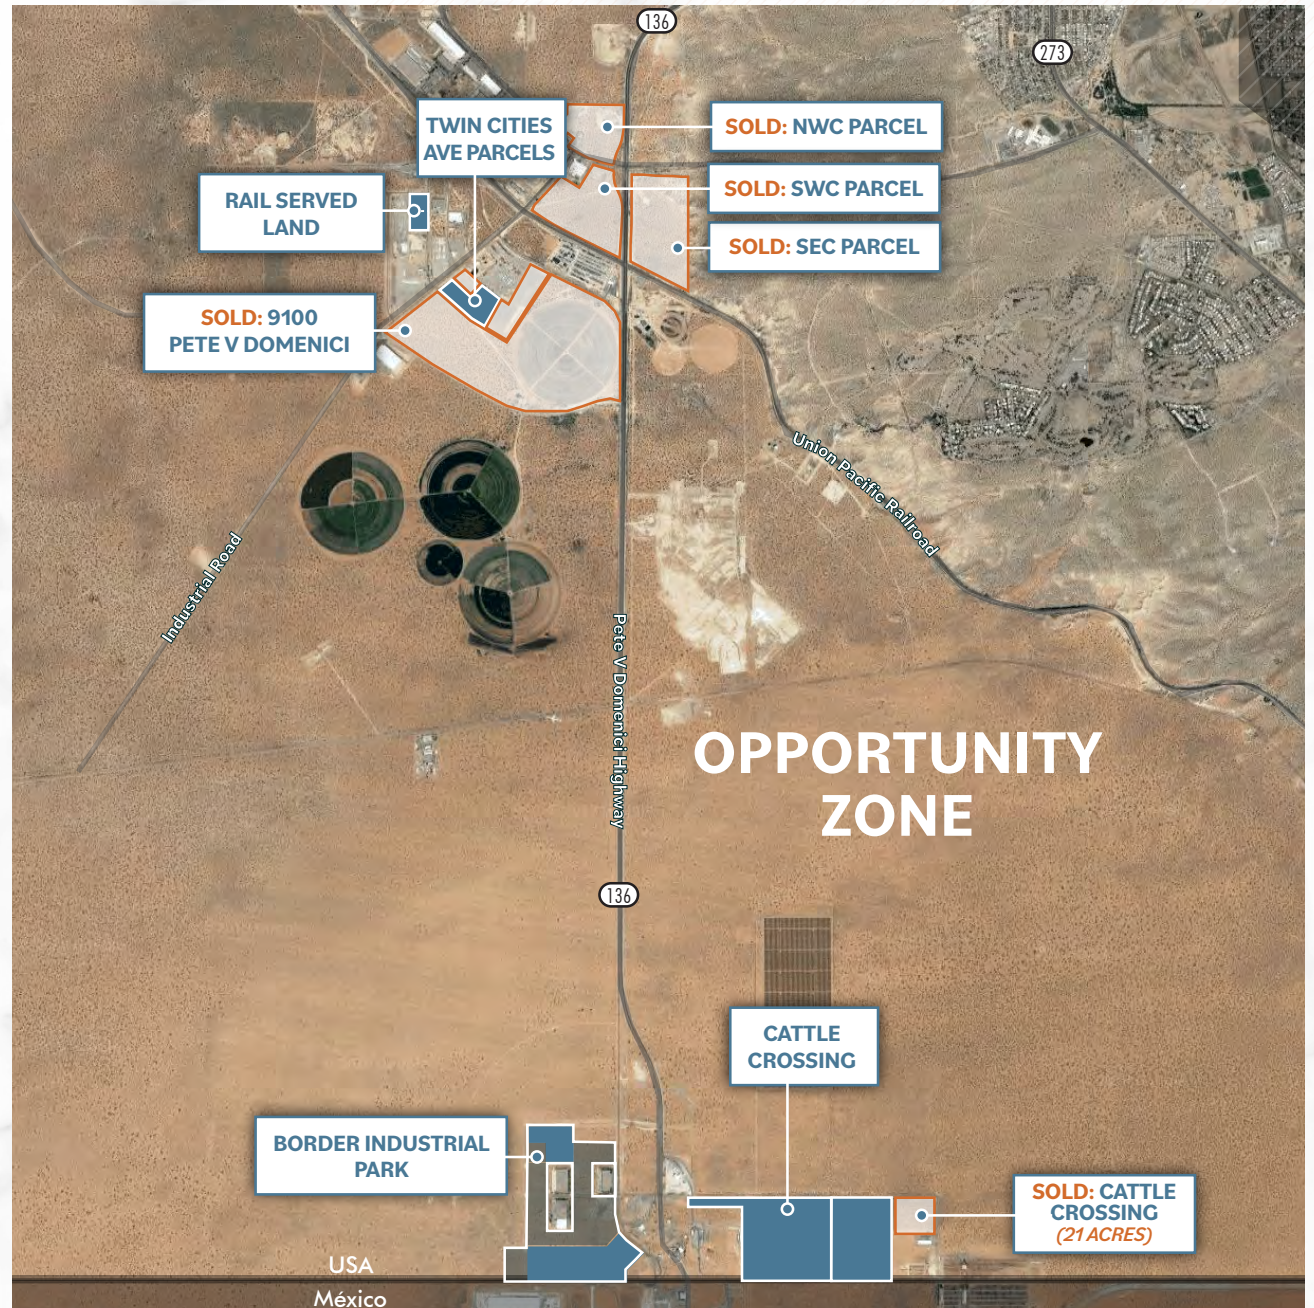 136
273
TWIN CITIES
AVE PARCELS
SOLD: NWC PARCEL
SOLD: SWC PARCEL
RAIL SERVED
LAND
SOLD: SEC PARCEL
SOLD: 9100
PETE V DOMENICI
Union Pacific Railroad
Industrial Road
Pete V Domenici Highway
OPPORTUNITY
ZONE
136
CATTLE
CROSSING
BORDER INDUSTRIAL
PARK
SOLD: CATTLE
CROSSING
(21 ACRES)
USA
México